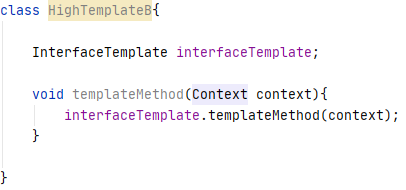 class HighTemplateB{
InterfaceTemplate interfaceTemplate;
void templateMethod(Context context){
interfaceTemplate.templateMethod(context);
}
}